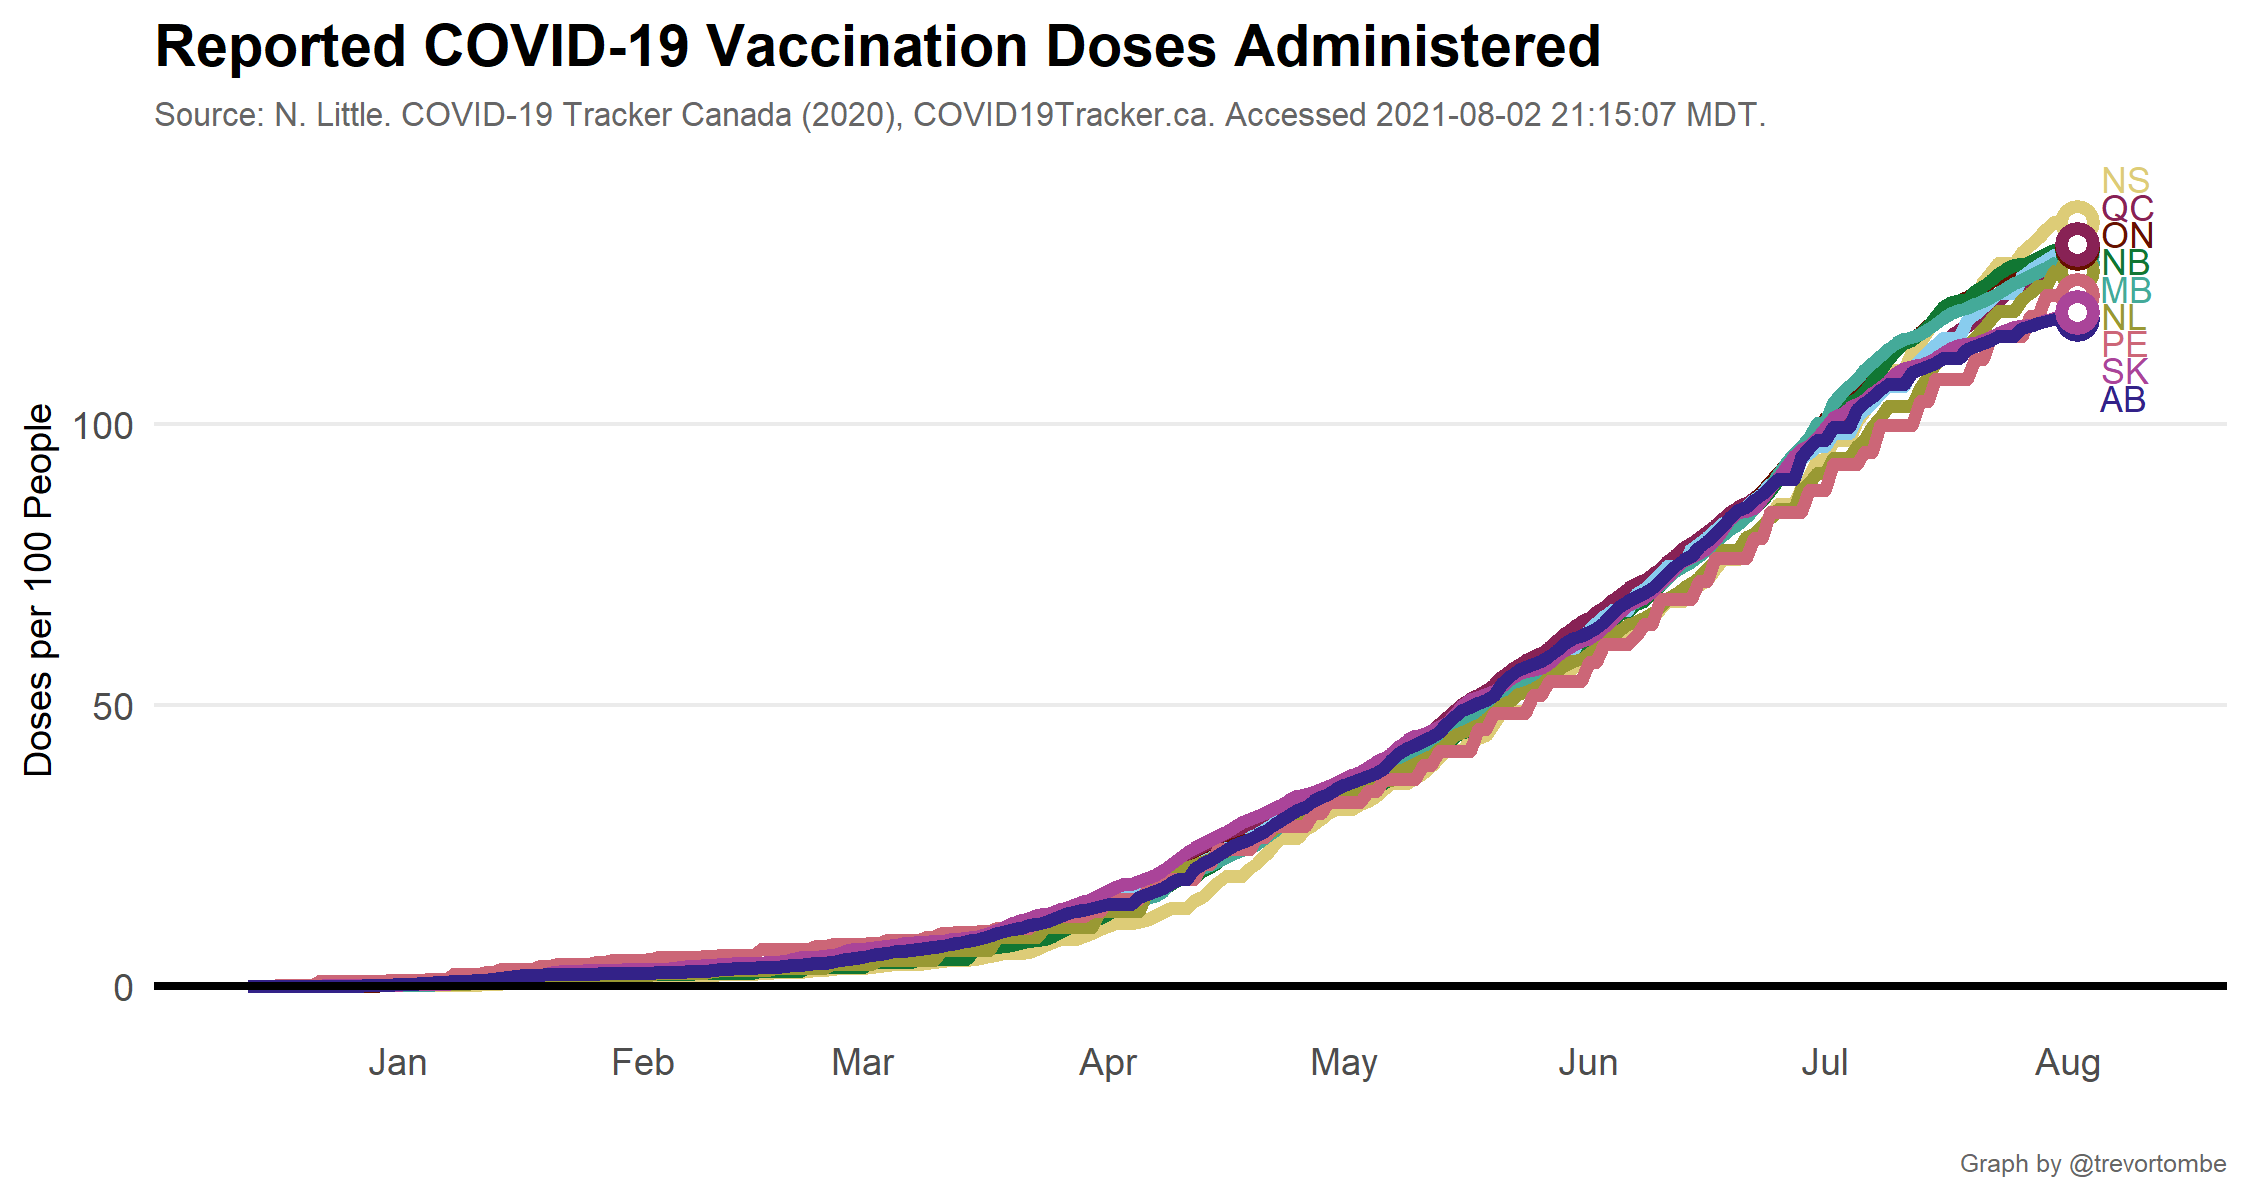 Reported COVID-19 Vaccination Doses Administered
Source: N. Little. COVID-19 Tracker Canada (2020), COVID19Tracker.ca. Accessed 2021-08-02 21:15:07 MDT.
NS
QC
ON
NB
MB
NL
PE
SK
AB
Doses per 100 People
100
50
0
Jan Feb Mar Apr May Jun Jul Aug
Graph by @trevortombe